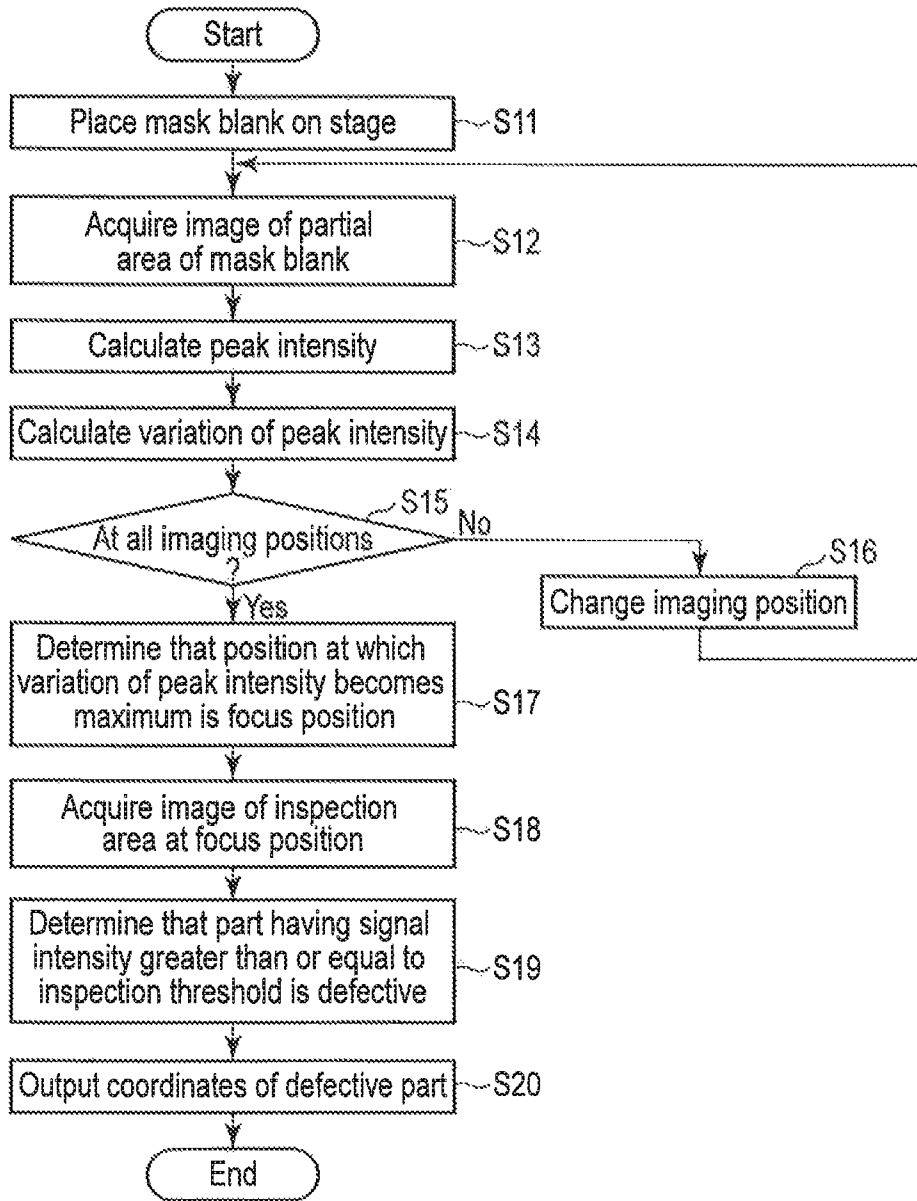 Start
Place mask blank on stage
S11
Acquire image of partial
area of mask blank
S12
Calculate peak intensity
S13
Calculate variation of peak intensity
S14
S15
At all imaging positions
?
No
Yes
S16
Change imaging position
Determine that position at which
variation of peak intensity becomes
maximum is focus position
S17
Acquire image of inspection
area at focus position
S18
Determine that part having signal
intensity greater than or equal to
inspection threshold is defective
S19
Output coordinates of defective part
S20
End